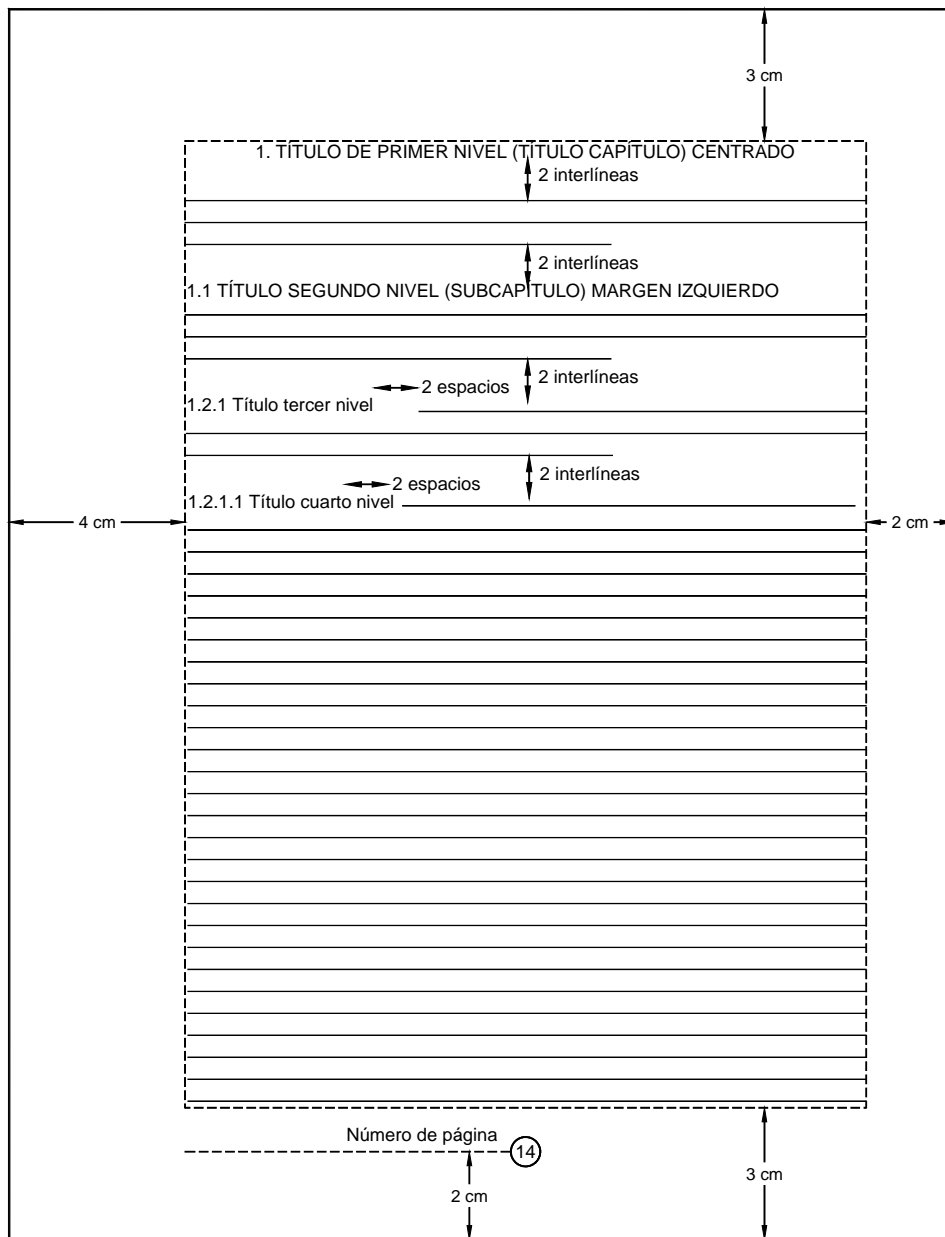 3 cm
1. TÍTULO DE PRIMER NIVEL (TÍTULO CAPÍTULO) CENTRADO
2 interlíneas
2 interlíneas
1.1 TÍTULO SEGUNDO NIVEL (SUBCAPÍTULO) MARGEN IZQUIERDO
2 interlíneas
2 espacios
1.2.1 Título tercer nivel
2 interlíneas
2 espacios
1.2.1.1 Título cuarto nivel
4 cm
2 cm
Número de página
14
3 cm
2 cm